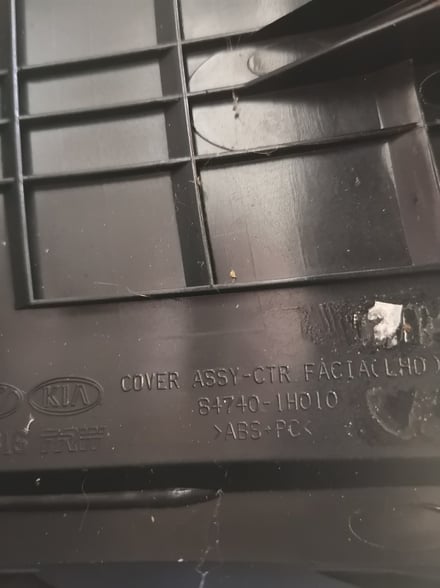 COVER ASSY-CTR FACIA(LHD)
KIA
84740-1H010
>ABS+PC<